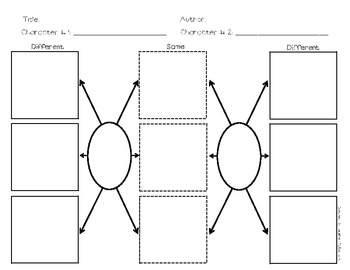 Title: Author:
Character # 1: Character # 2:
Different Same Different